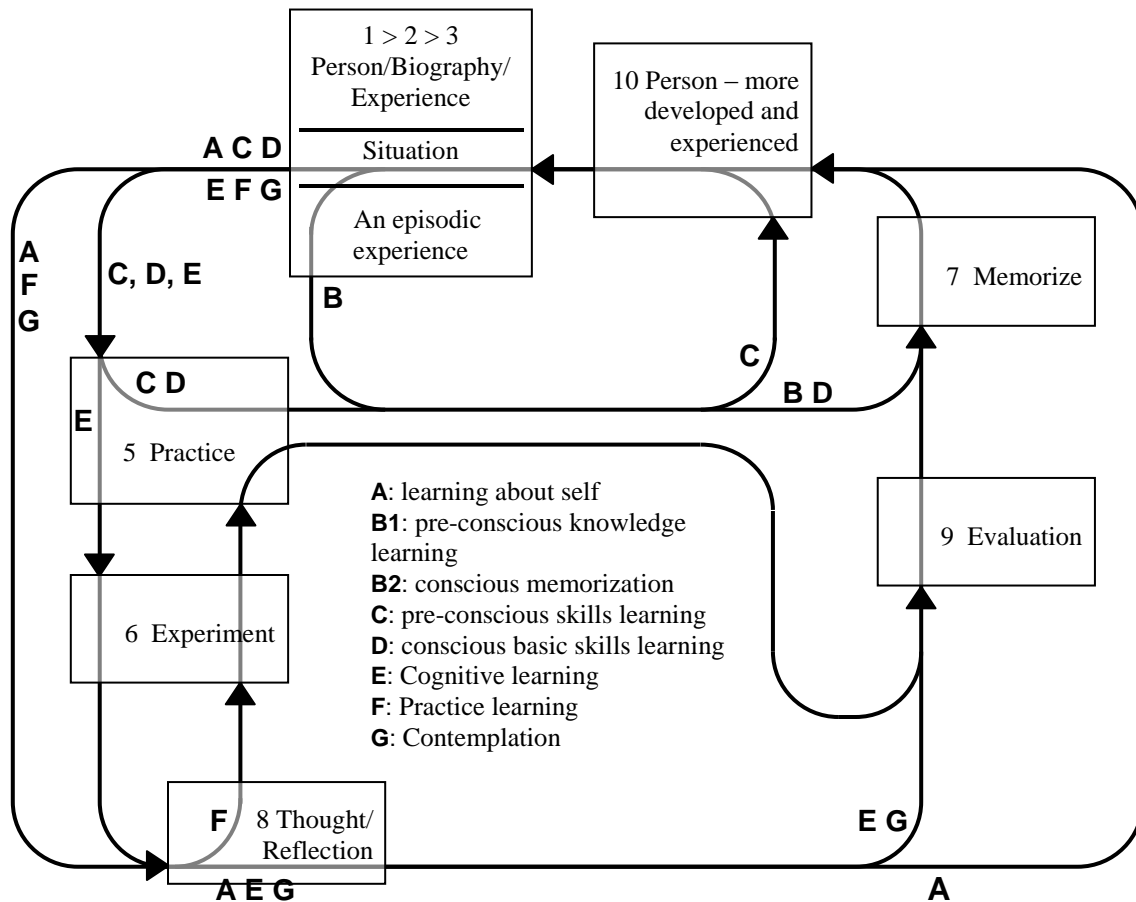 1 > 2 > 3
Person/Biography/
Experience
Situation
An episodic
experience
10 Person – more
developed and
experienced
A C D
E F G
A
F
G
C, D, E
B
7 Memorize
C
C D
B D
E
5 Practice
A: learning about self
B1: pre-conscious knowledge
learning
B2: conscious memorization
C: pre-conscious skills learning
D: conscious basic skills learning
E: Cognitive learning
F: Practice learning
G: Contemplation
9 Evaluation
6 Experiment
F
8 Thought/
Reflection
E G
A E G
A